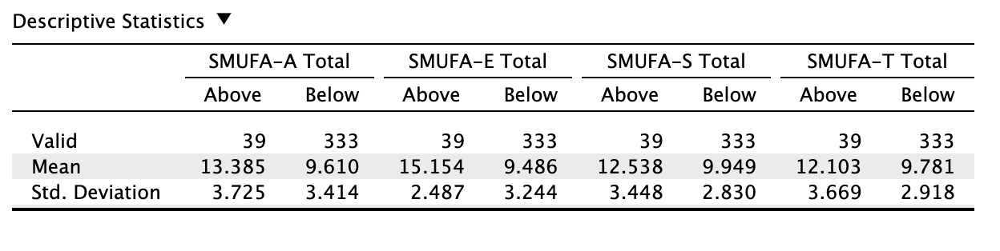 Descriptive Statistics ▼
SMUFA-A Total SMUFA-E Total SMUFA-S Total SMUFA-T Total
Above Below Above Below Above Below Above Below
Valid 39 333 39 333 39 333 39 333
Mean 13.385 9.610 15.154 9.486 12.538 9.949 12.103 9.781
Std. Deviation 3.725 3.414 2.487 3.244 3.448 2.830 3.669 2.918